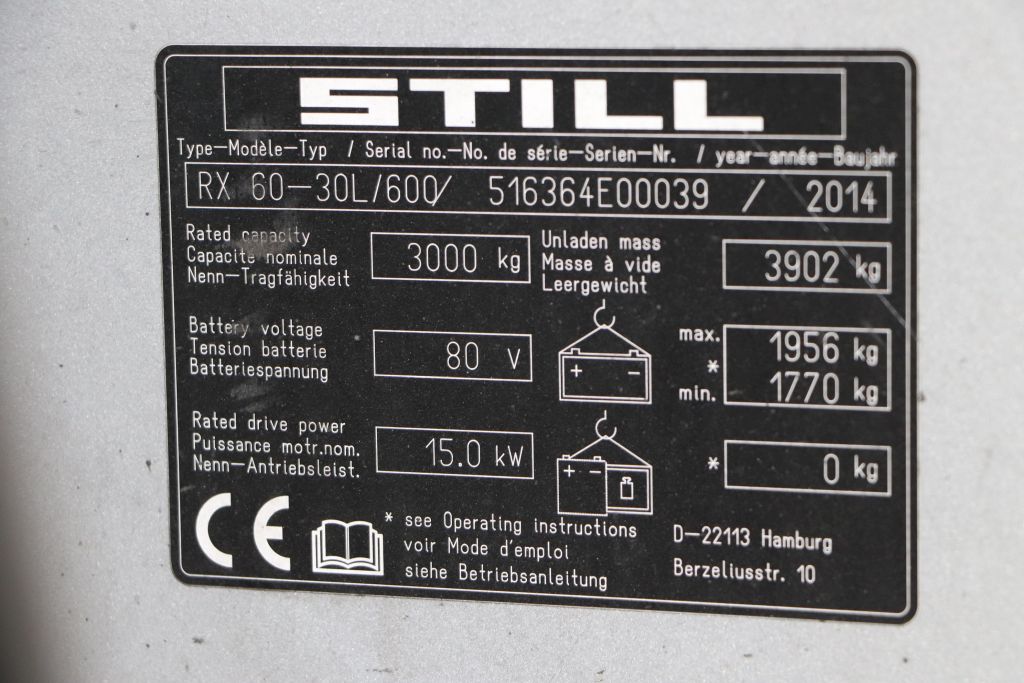 STILL
Type-Modèle-Typ / Serial no.-No. de série-Serien-Nr. / year-année-Baujahr
RX 60-30L/600/ 516364E00039 / 2014
Rated capacity
Capacite nominale
Nenn-Tragfähigkeit
3000 kg
Unladen mass
Masse à vide
Leergewicht
3902 kg
Battery voltage
Tension batterie
Batteriespannung
80 V
+ -
max.
*
min.
1956 kg
1770 kg
Rated drive power
Puissance motr.nom.
Nenn-Antriebsleist.
15.0 kW
+ -
*
0 kg
CE
* see Operating instructions
voir Mode d'emploi
siehe Betriebsanleitung
D-22113 Hamburg
Berzeliusstr. 10